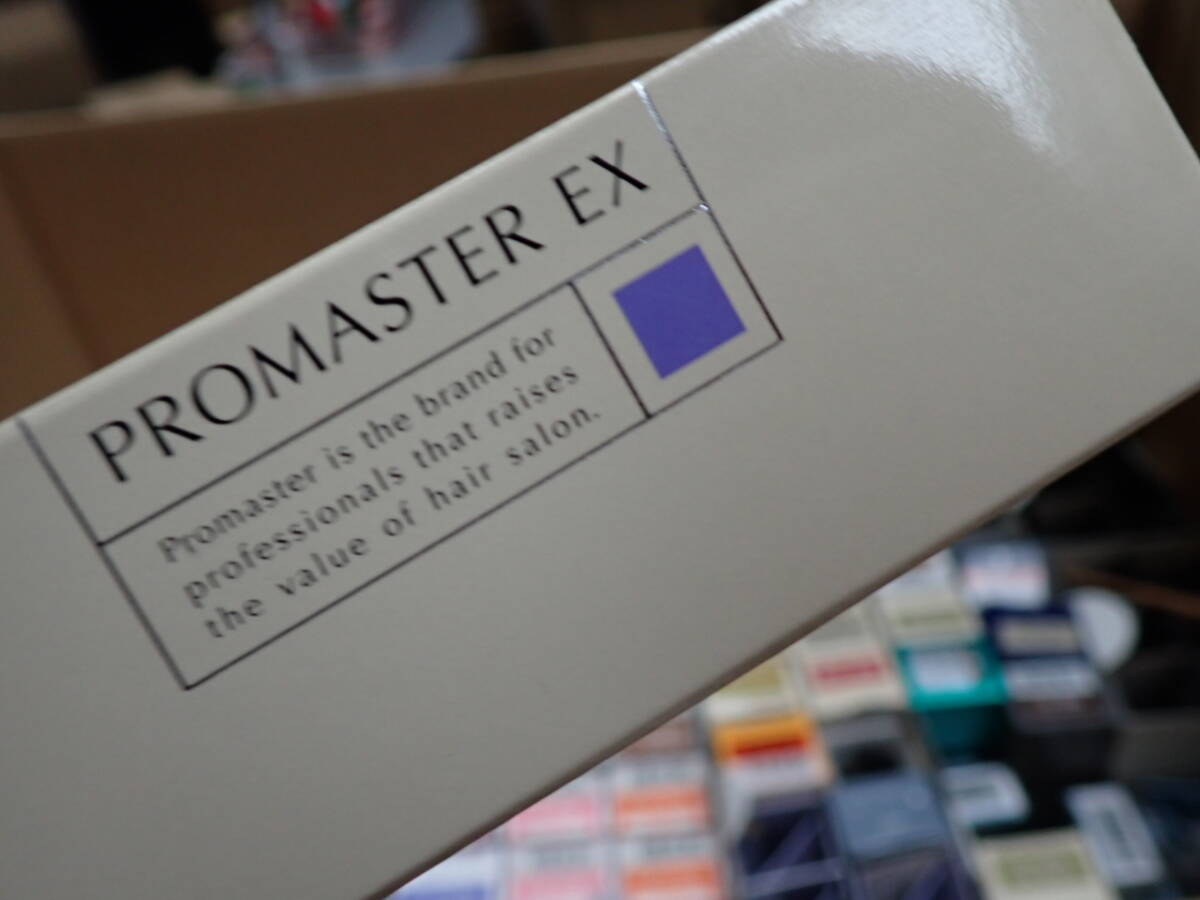 PROMASTER EX
Promaster is the brand for
professionals that raises
the value of hair salon.